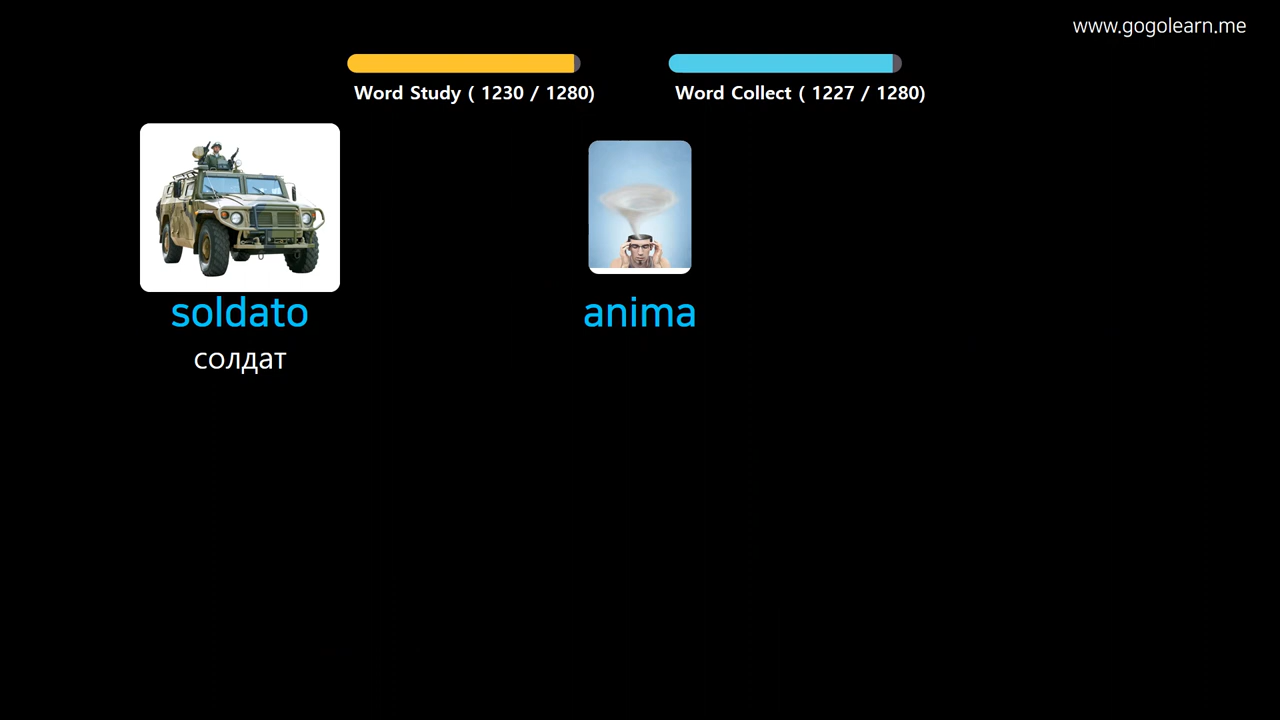 www.gogolearn.me
Word Study ( 1230 / 1280)
Word Collect ( 1227 / 1280)
soldato
anima
солдат